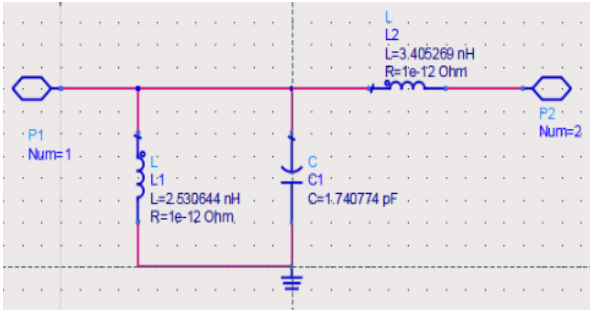 L
L2
L=3.405269 nH
R=1e-12 Ohm
P1
Num=1
P2
Num=2
L
L1
L=2.530644 nH
R=1e-12 Ohm
C
C1
C=1.740774 pF